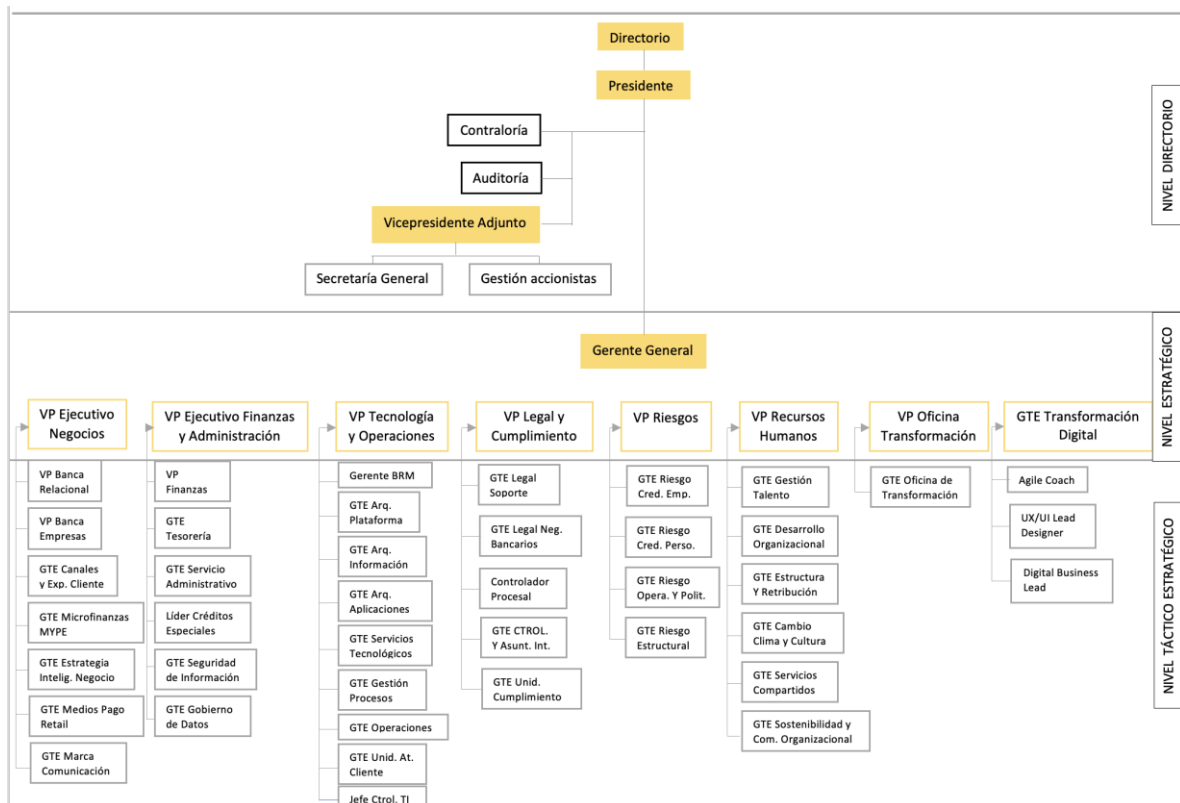 Directorio
Presidente
Contraloría
Auditoría
Vicepresidente Adjunto
Secretaría General
Gestión accionistas
NIVEL DIRECTORIO
Gerente General
NIVEL ESTRATÉGICO
VP Ejecutivo
Negocios
VP Ejecutivo Finanzas
y Administración
VP Tecnología
y Operaciones
VP Legal y
Cumplimiento
VP Riesgos
VP Recursos
Humanos
VP Oficina
Transformación
GTE Transformación
Digital
VP Banca
Relacional
VP Banca
Empresas
GTE Canales
y Exp. Cliente
GTE Microfinanzas
MYPE
GTE Estrategia
Intelig. Negocio
GTE Medios Pago
Retail
GTE Marca
Comunicación
VP
Finanzas
GTE
Tesorería
GTE Servicio
Administrativo
Líder Créditos
Especiales
GTE Seguridad
de Información
GTE Gobierno
de Datos
Gerente BRM
GTE Arq.
Plataforma
GTE Arq.
Información
GTE Arq.
Aplicaciones
GTE Servicios
Tecnológicos
GTE Gestión
Procesos
GTE Operaciones
GTE Unid. At.
Cliente
Jefe Ctrol. TI
GTE Legal
Soporte
GTE Legal Neg.
Bancarios
Controlador
Procesal
GTE CTROL.
Y Asunt. Int.
GTE Unid.
Cumplimiento
GTE Riesgo
Cred. Emp.
GTE Riesgo
Cred. Perso.
GTE Riesgo
Opera. Y Polit.
GTE Riesgo
Estructural
GTE Gestión
Talento
GTE Desarrollo
Organizacional
GTE Estructura
Y Retribución
GTE Cambio
Clima y Cultura
GTE Servicios
Compartidos
GTE Sostenibilidad y
Com. Organizacional
GTE Oficina de
Transformación
Agile Coach
UX/UI Lead
Designer
Digital Business
Lead
NIVEL TÁCTICO ESTRATÉGICO